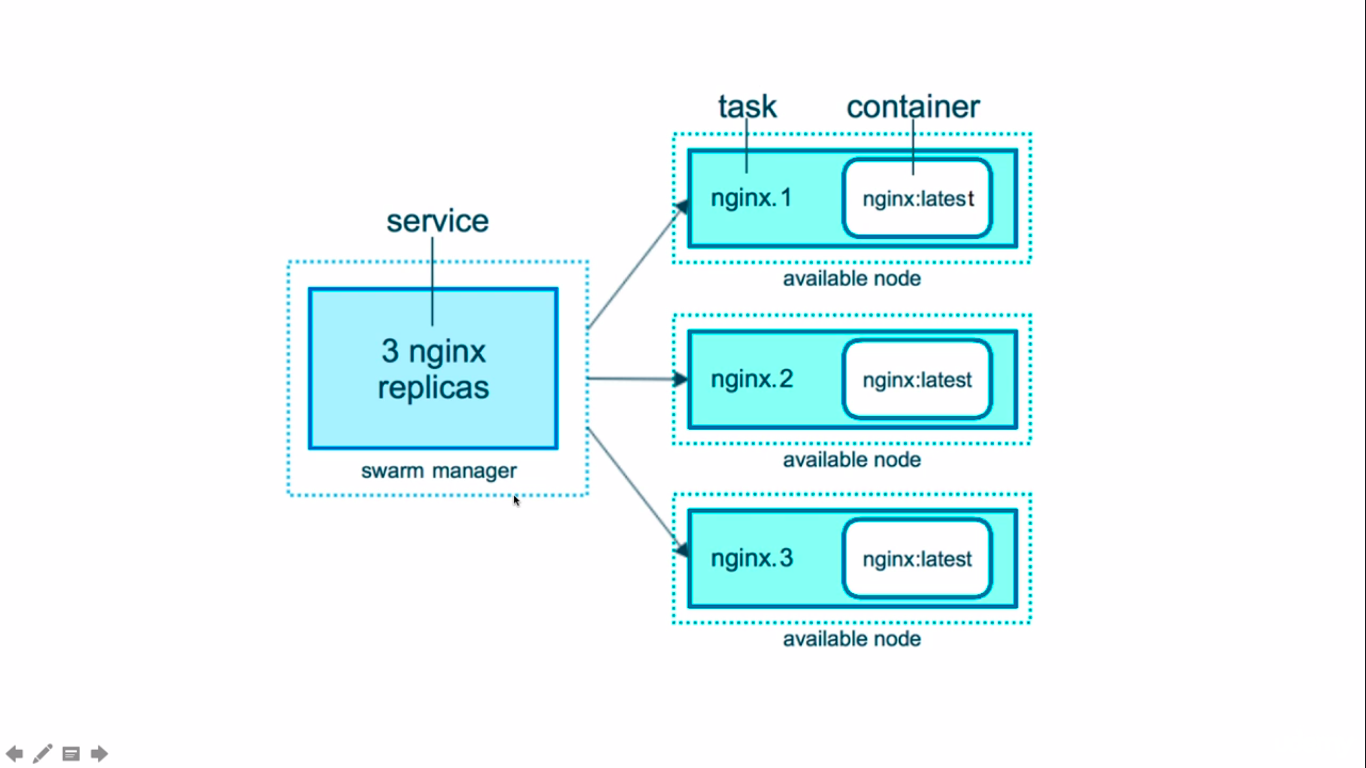 task
container
nginx.1
nginx:latest
available node
service
3 nginx
replicas
swarm manager
nginx.2
nginx:latest
available node
nginx.3
nginx:latest
available node